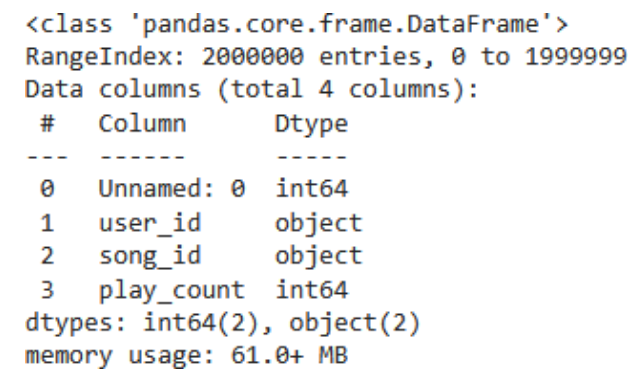 <class 'pandas.core.frame.DataFrame'>
RangeIndex: 2000000 entries, 0 to 1999999
Data columns (total 4 columns):
 #   Column      Dtype
---  ------      -----
 0   Unnamed: 0  int64
 1   user_id     object
 2   song_id     object
 3   play_count  int64
dtypes: int64(2), object(2)
memory usage: 61.0+ MB